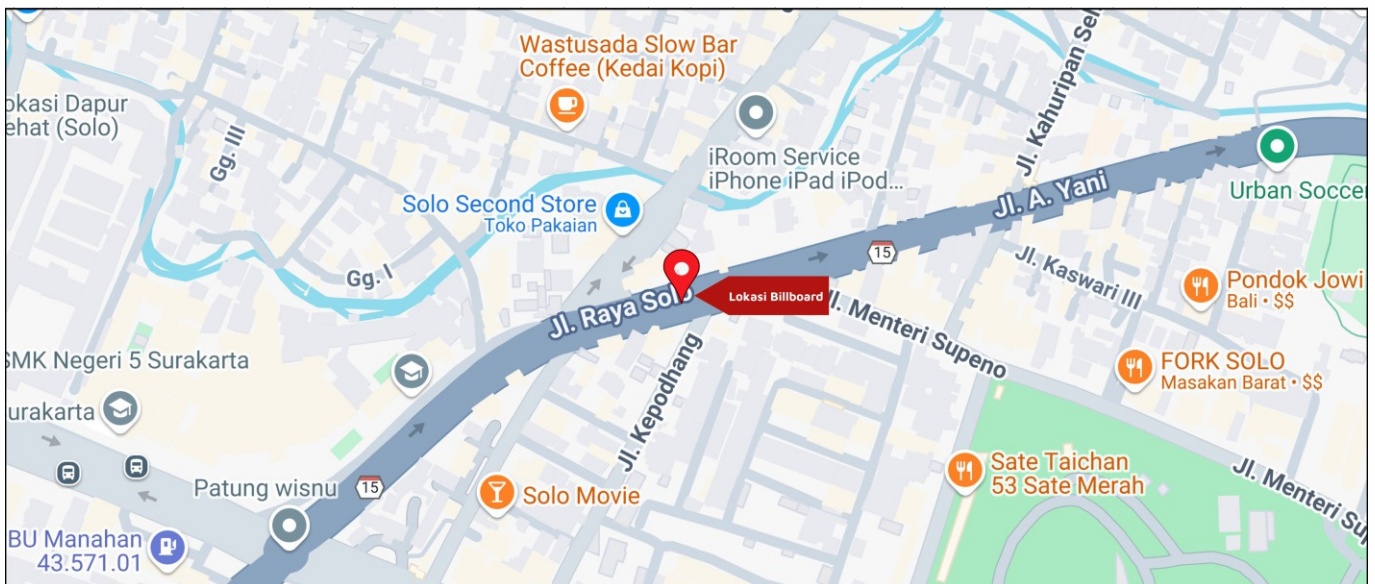 Wastusada Slow Bar
Coffee (Kedai Kopi)
okasi Dapur
ehat (Solo)
Gg. III
iRoom Service
iPhone iPad iPod...
Jl. Kahuripan Sel
Jl. A. Yani
Urban Soccer
Solo Second Store
Toko Pakaian
15
Gg. I
Jl. Raya Solo
Lokasi Billboard
Jl. Kaswari III
Pondok Jowi
Bali • $$
Jl. Menteri Supeno
SMK Negeri 5 Surakarta
FORK SOLO
Masakan Barat • $$
urakarta
Jl. Kepodhang
Sate Taichan
53 Sate Merah
Jl. Menteri Sup
Patung wisnu
15
Solo Movie
BU Manahan
43.571.01